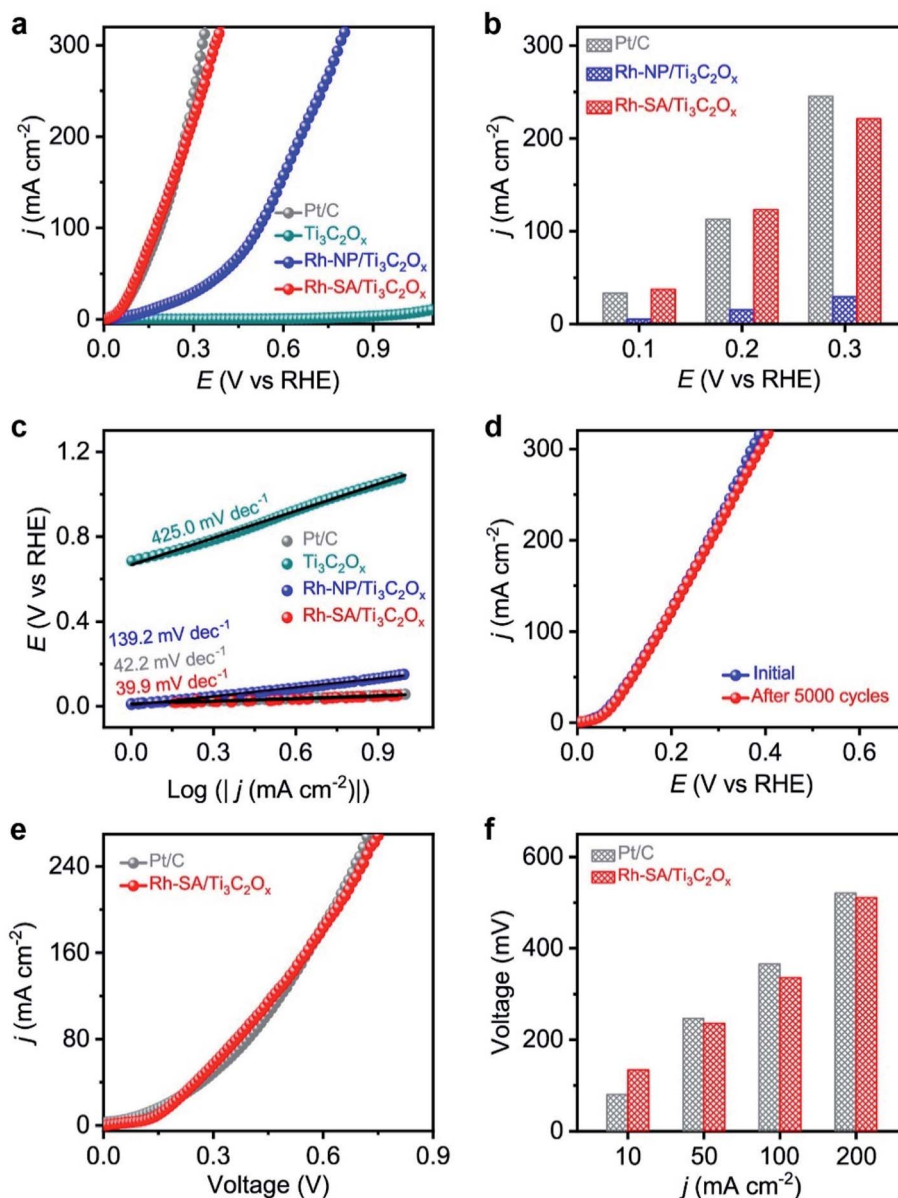 a
300
200
100
0
j (mA cm⁻²)
Pt/C
Ti₃C₂Oₓ
Rh-NP/Ti₃C₂Oₓ
Rh-SA/Ti₃C₂Oₓ
0.0 0.3 0.6 0.9
E (V vs RHE)
b
300
200
100
0
j (mA cm⁻²)
Pt/C
Rh-NP/Ti₃C₂Oₓ
Rh-SA/Ti₃C₂Oₓ
0.1 0.2 0.3
E (V vs RHE)
c
1.2
0.6
0.0
E (V vs RHE)
425.0 mV dec⁻¹
Pt/C
Ti₃C₂Oₓ
Rh-NP/Ti₃C₂Oₓ
Rh-SA/Ti₃C₂Oₓ
139.2 mV dec⁻¹
42.2 mV dec⁻¹
39.9 mV dec⁻¹
0.0 0.3 0.6 0.9
Log (| j (mA cm⁻²)|)
d
300
200
100
0
j (mA cm⁻²)
Initial
After 5000 cycles
0.0 0.2 0.4 0.6
E (V vs RHE)
e
240
160
80
0
j (mA cm⁻²)
Pt/C
Rh-SA/Ti₃C₂Oₓ
0.0 0.3 0.6 0.9
Voltage (V)
f
600
400
200
0
Voltage (mV)
Pt/C
Rh-SA/Ti₃C₂Oₓ
10 50 100 200
j (mA cm⁻²)